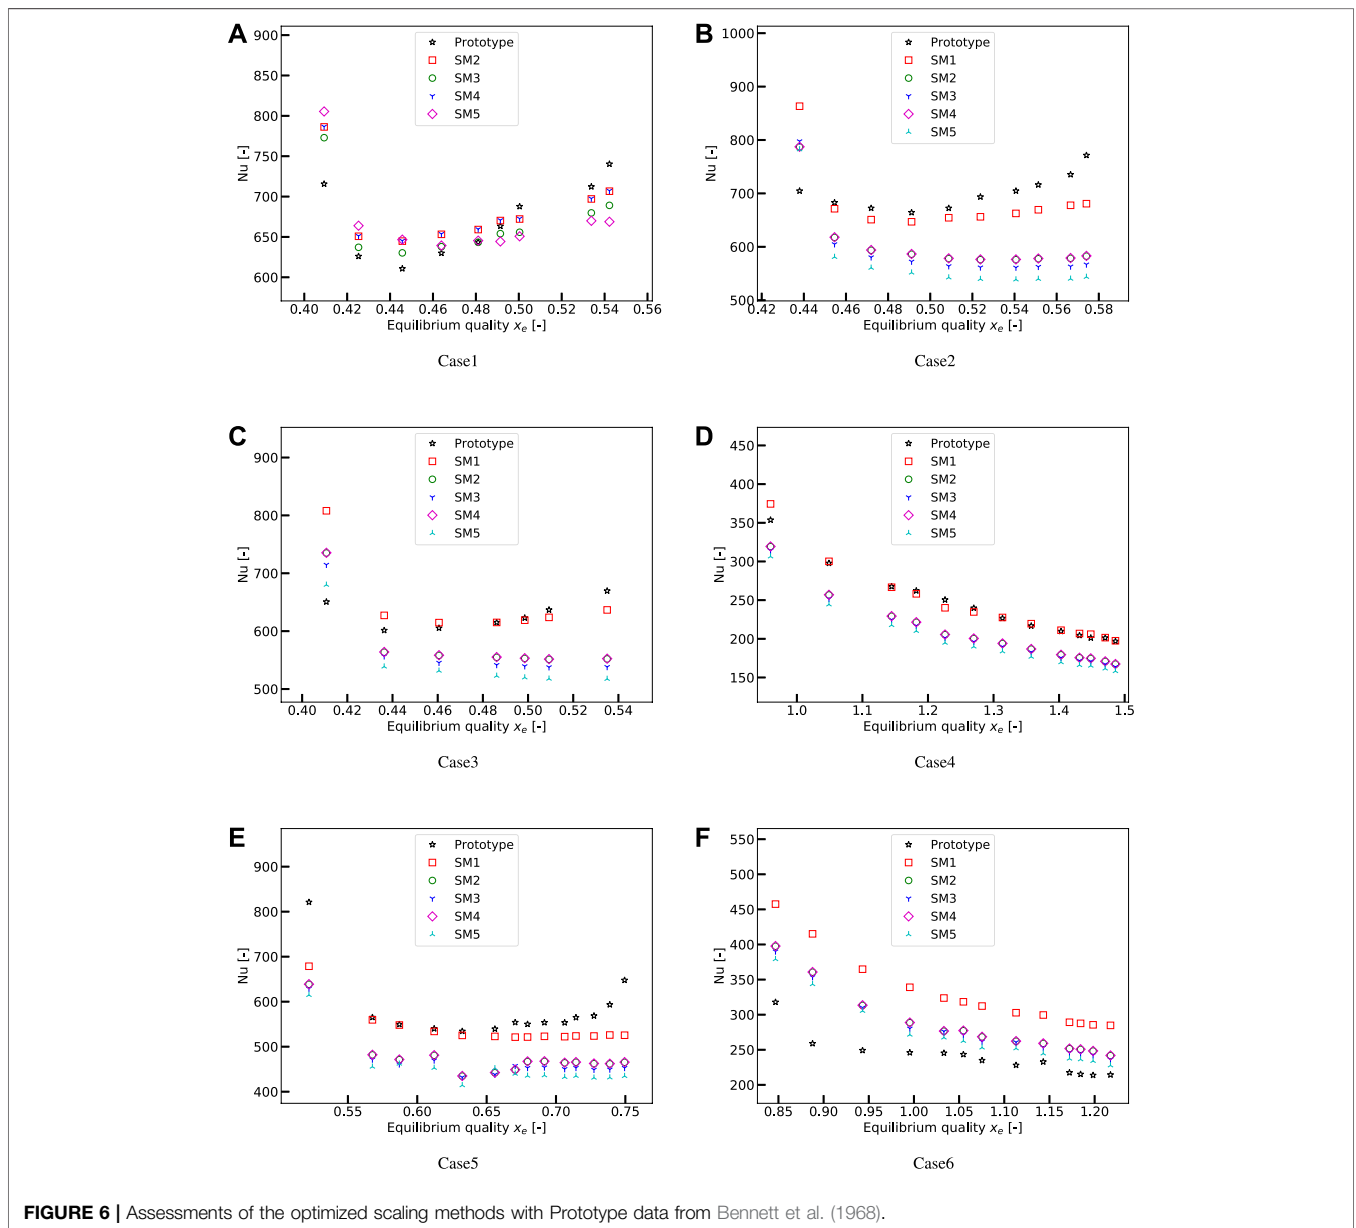 A
Prototype
SM2
SM3
SM4
SM5
900
850
800
750
700
650
600
Nu [-]
0.40 0.42 0.44 0.46 0.48 0.50 0.52 0.54 0.56
Equilibrium quality xe [-]
Case1
B
Prototype
SM1
SM2
SM3
SM4
SM5
1000
900
800
700
600
500
Nu [-]
0.42 0.44 0.46 0.48 0.50 0.52 0.54 0.56 0.58
Equilibrium quality xe [-]
Case2
C
Prototype
SM1
SM2
SM3
SM4
SM5
900
800
700
600
500
Nu [-]
0.40 0.42 0.44 0.46 0.48 0.50 0.52 0.54
Equilibrium quality xe [-]
Case3
D
Prototype
SM1
SM2
SM3
SM4
SM5
450
400
350
300
250
200
150
Nu [-]
1.0 1.1 1.2 1.3 1.4 1.5
Equilibrium quality xe [-]
Case4
E
Prototype
SM1
SM2
SM3
SM4
SM5
900
800
700
600
500
400
Nu [-]
0.55 0.60 0.65 0.70 0.75
Equilibrium quality xe [-]
Case5
F
Prototype
SM1
SM2
SM3
SM4
SM5
550
500
450
400
350
300
250
200
Nu [-]
0.85 0.90 0.95 1.00 1.05 1.10 1.15 1.20
Equilibrium quality xe [-]
Case6
FIGURE 6 | Assessments of the optimized scaling methods with Prototype data from Bennett et al. (1968).